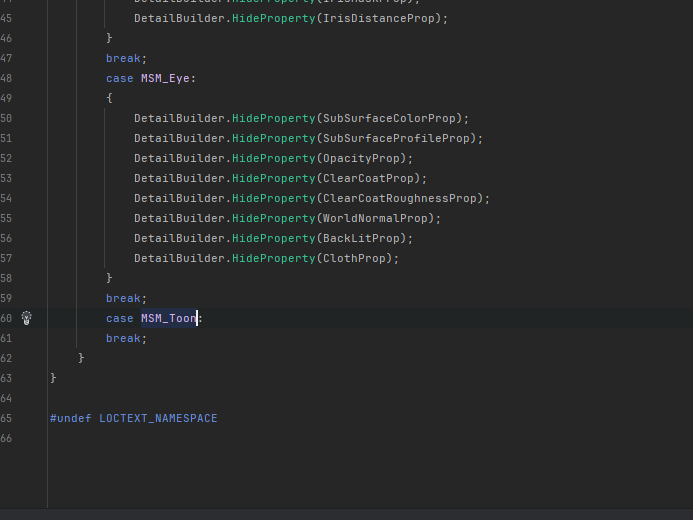 45 DetailBuilder.HideProperty(IrisDistanceProp);
46 }
47 break;
48 case MSM_Eye:
49 {
50 DetailBuilder.HideProperty(SubSurfaceColorProp);
51 DetailBuilder.HideProperty(SubSurfaceProfileProp);
52 DetailBuilder.HideProperty(OpacityProp);
53 DetailBuilder.HideProperty(ClearCoatProp);
54 DetailBuilder.HideProperty(ClearCoatRoughnessProp);
55 DetailBuilder.HideProperty(WorldNormalProp);
56 DetailBuilder.HideProperty(BackLitProp);
57 DetailBuilder.HideProperty(ClothProp);
58 }
59 break;
60 case MSM_Toon:
61 break;
62 }
63 }
64
65 #undef LOCTEXT_NAMESPACE
66